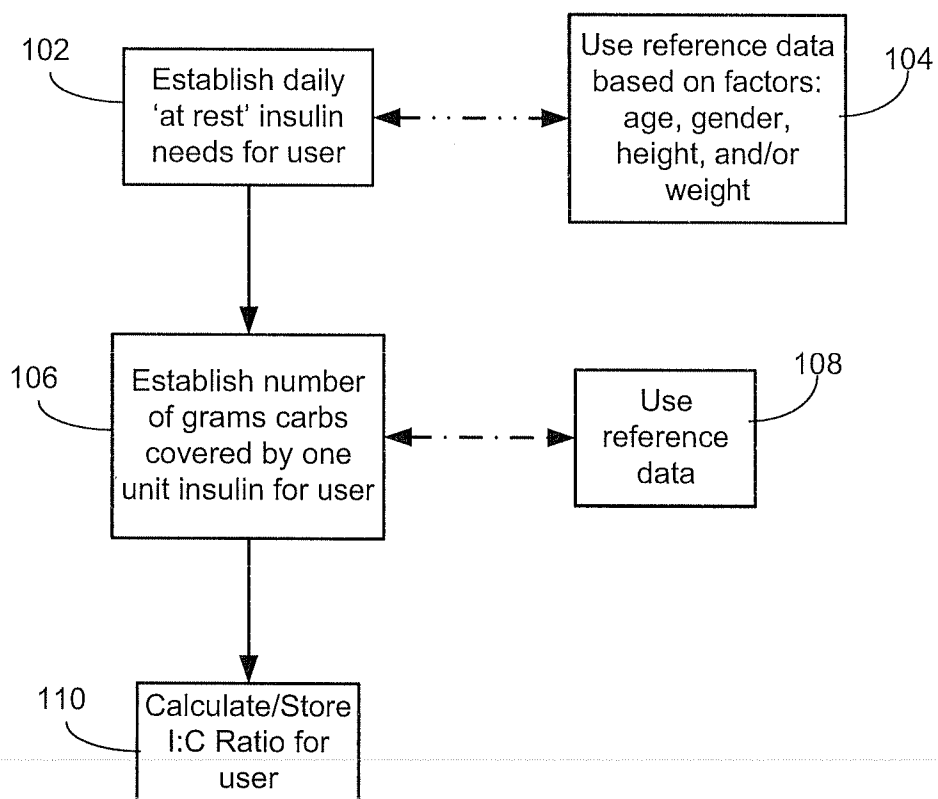 102
Establish daily
'at rest' insulin
needs for user
Use reference data
based on factors:
age, gender,
height, and/or
weight
104
106
Establish number
of grams carbs
covered by one
unit insulin for user
Use
reference
data
108
110
Calculate/Store
I:C Ratio for
user